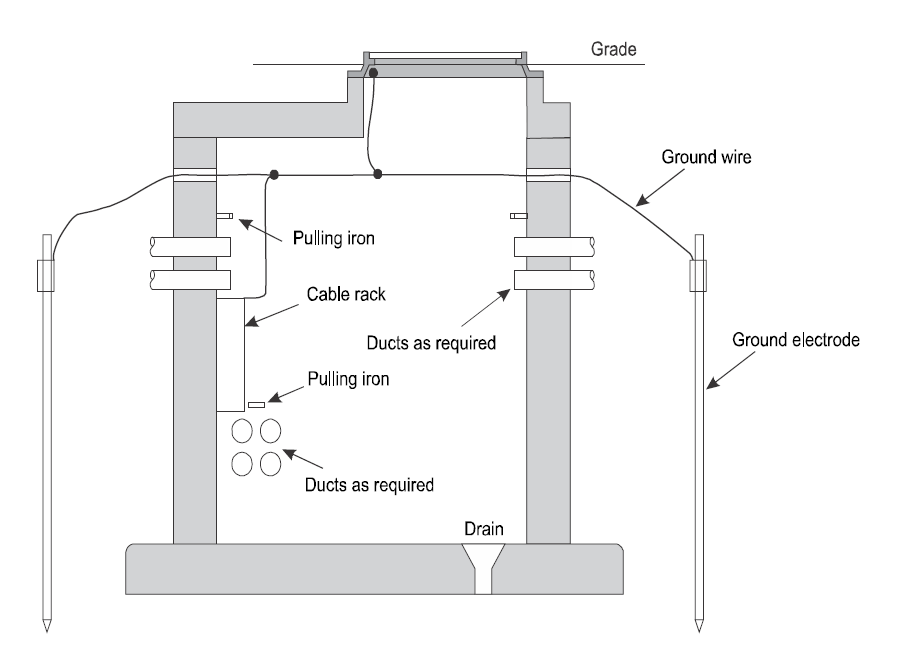 Grade
Ground wire
Pulling iron
Cable rack
Ducts as required
Ground electrode
Pulling iron
Ducts as required
Drain